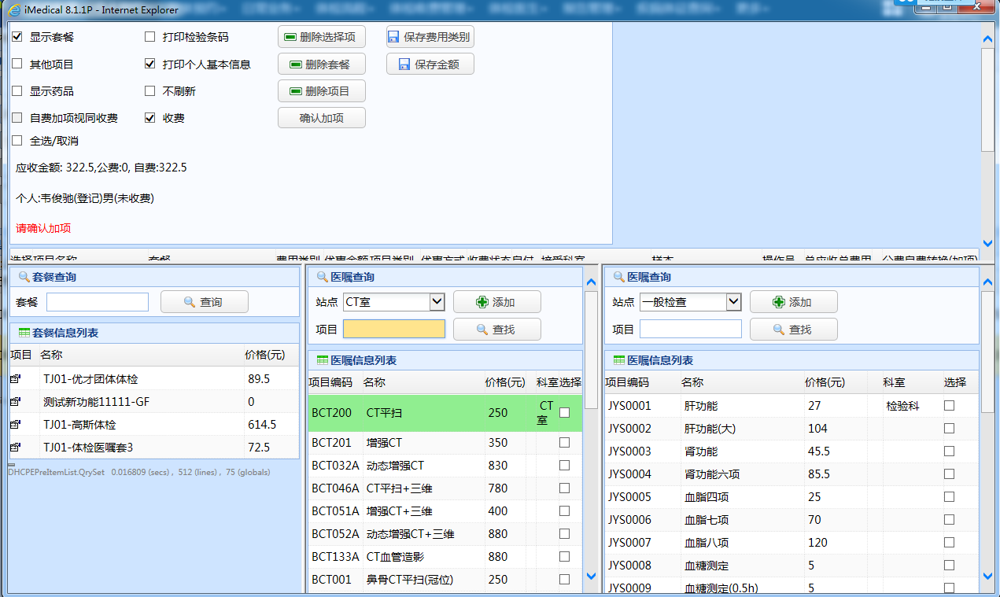 iMedical 8.1.1P - Internet Explorer
显示套餐 打印检验条码 删除选择项 保存费用类别
其他项目 打印个人基本信息 删除套餐 保存金额
显示药品 不刷新 删除项目
自费加项视同收费 收费 确认加项
全选/取消
应收金额: 322.5,公费:0, 自费:322.5
个人:韦俊驰(登记)男(未收费)
请确认加项
选择 项目名称 套餐 费用类别 优惠金额 项目类别 优惠方式 收费状态 自付 接受科室 样本 操作员 总应收 总费用 公费自费转换(加项)
套餐查询
套餐 查询
套餐信息列表
项目 名称 价格(元)
TJ01-优才团体体检 89.5
测试新功能11111-GF 0
TJ01-高斯体检 614.5
TJ01-体检医嘱套3 72.5
DHCPEPreItemList.QrySet 0.016809 (secs) , 512 (lines) , 75 (globals)
医嘱查询
站点 CT室 添加
项目 查找
医嘱信息列表
项目编码 名称 价格(元) 科室 选择
BCT200 CT平扫 250 CT室
BCT201 增强CT 350
BCT032A 动态增强CT 830
BCT046A CT平扫+三维 780
BCT051A 增强CT+三维 400
BCT052A 动态增强CT+三维 880
BCT133A CT血管造影 880
BCT001 鼻骨CT平扫(冠位) 250
医嘱查询
站点 一般检查 添加
项目 查找
医嘱信息列表
项目编码 名称 价格(元) 科室 选择
JYS0001 肝功能 27 检验科
JYS0002 肝功能(大) 104
JYS0003 肾功能 45.5
JYS0004 肾功能六项 85.5
JYS0005 血脂四项 25
JYS0006 血脂七项 70
JYS0007 血脂八项 120
JYS0008 血糖测定 5
JYS0009 血糖测定(0.5h) 5